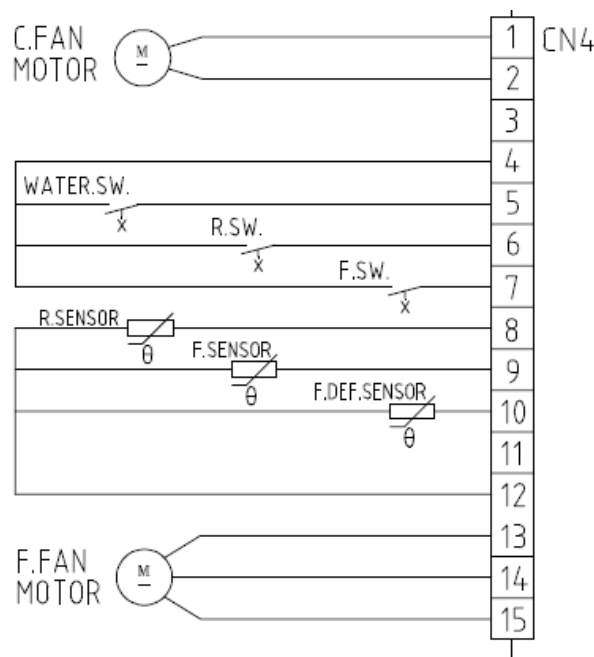 C.FAN
MOTOR
M
CN4
1
2
3
4
WATER.SW.
5
R.SW.
6
F.SW.
7
R.SENSOR
8
θ
F.SENSOR
9
θ
F.DEF.SENSOR
10
θ
11
12
13
F.FAN
MOTOR
M
14
15